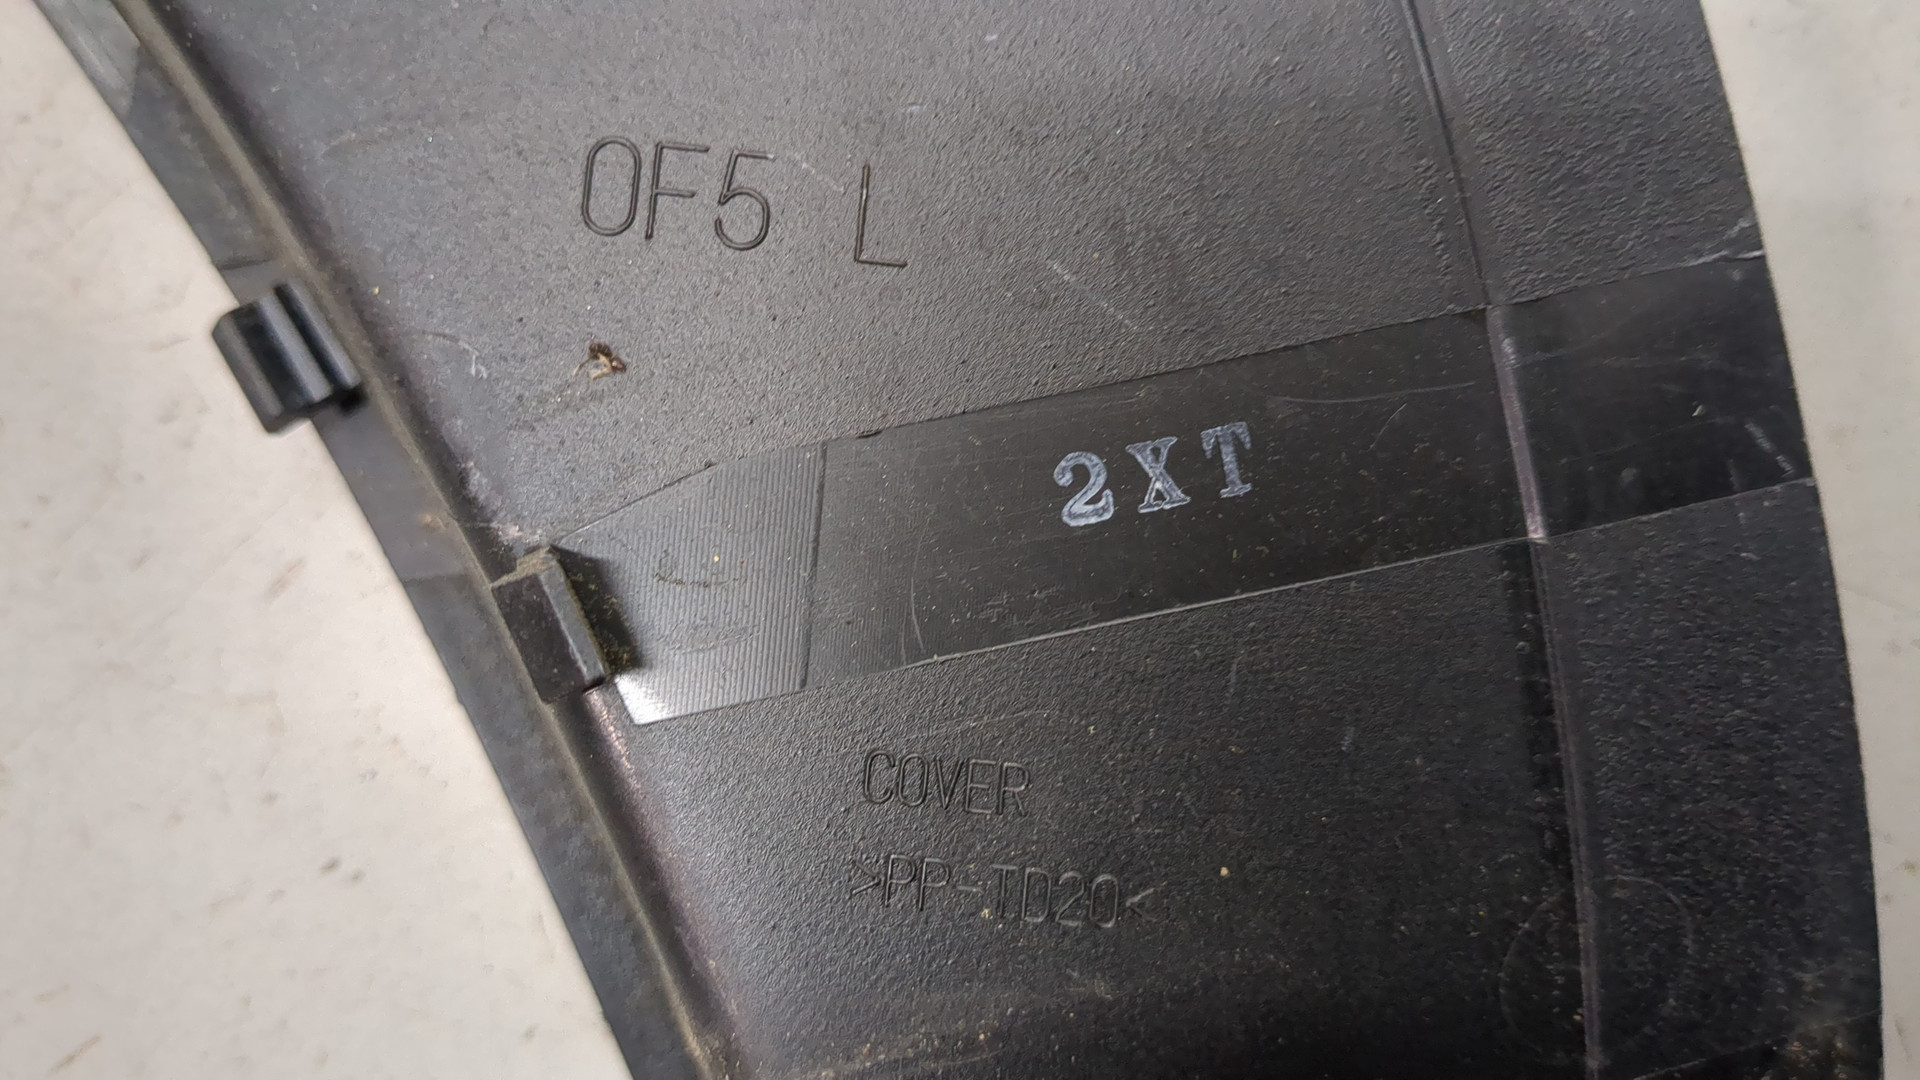 0F5 L
2XT
COVER
>PP-TD20<